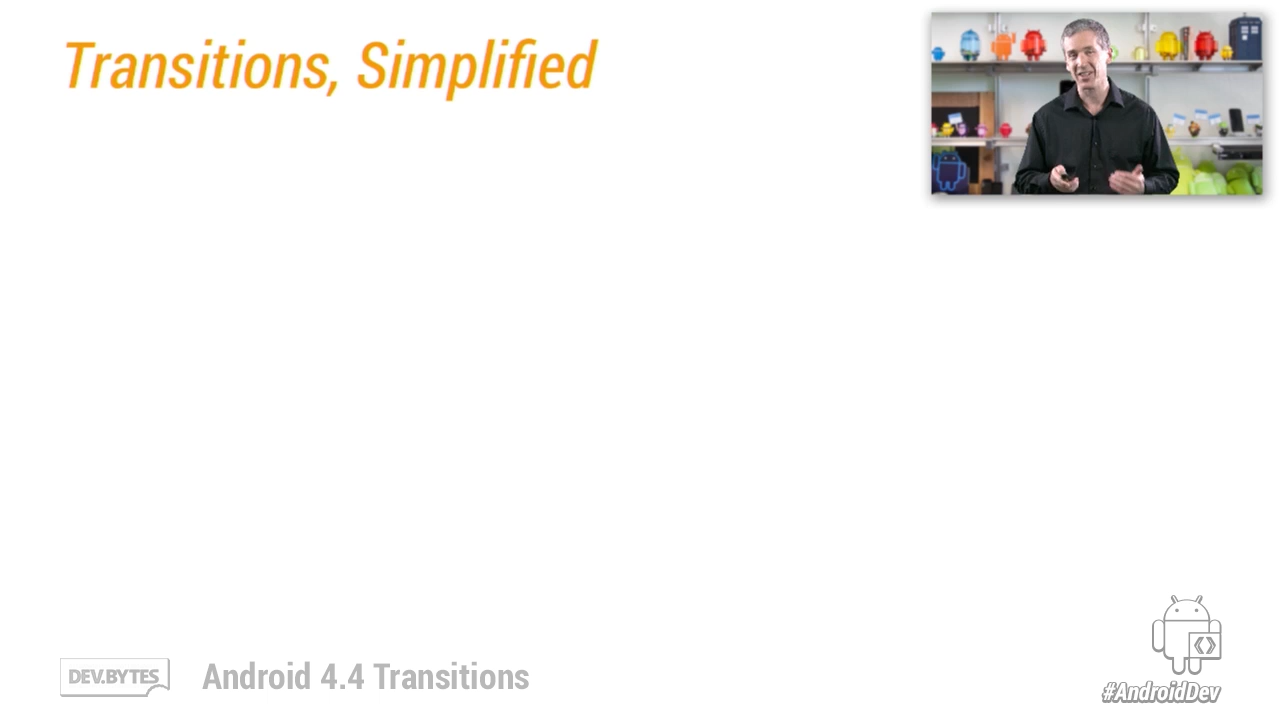 Transitions, Simplified
DEV.BYTES
Android 4.4 Transitions
#AndroidDev